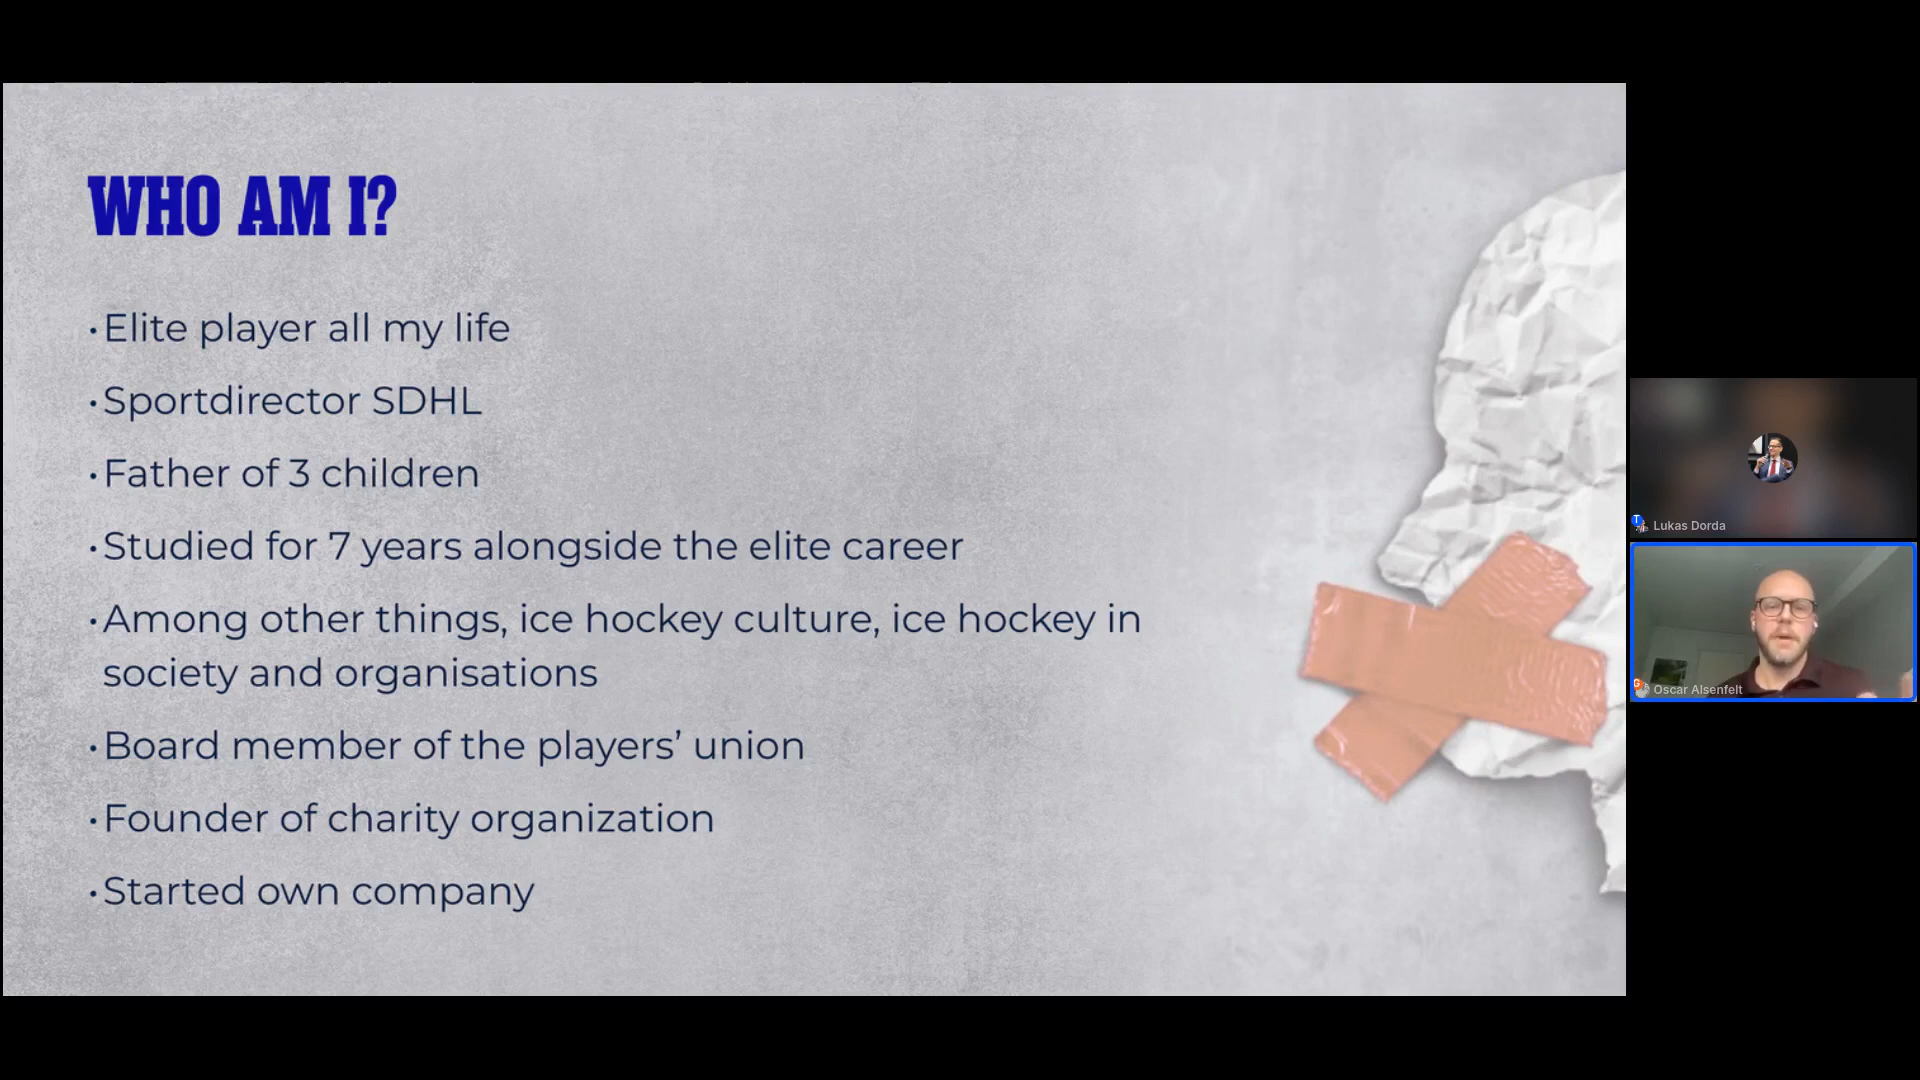 WHO AM I?
• Elite player all my life
• Sportdirector SDHL
• Father of 3 children
• Studied for 7 years alongside the elite career
• Among other things, ice hockey culture, ice hockey in
society and organisations
• Board member of the players’ union
• Founder of charity organization
• Started own company
Lukas Dorda
Oscar Alsenfelt